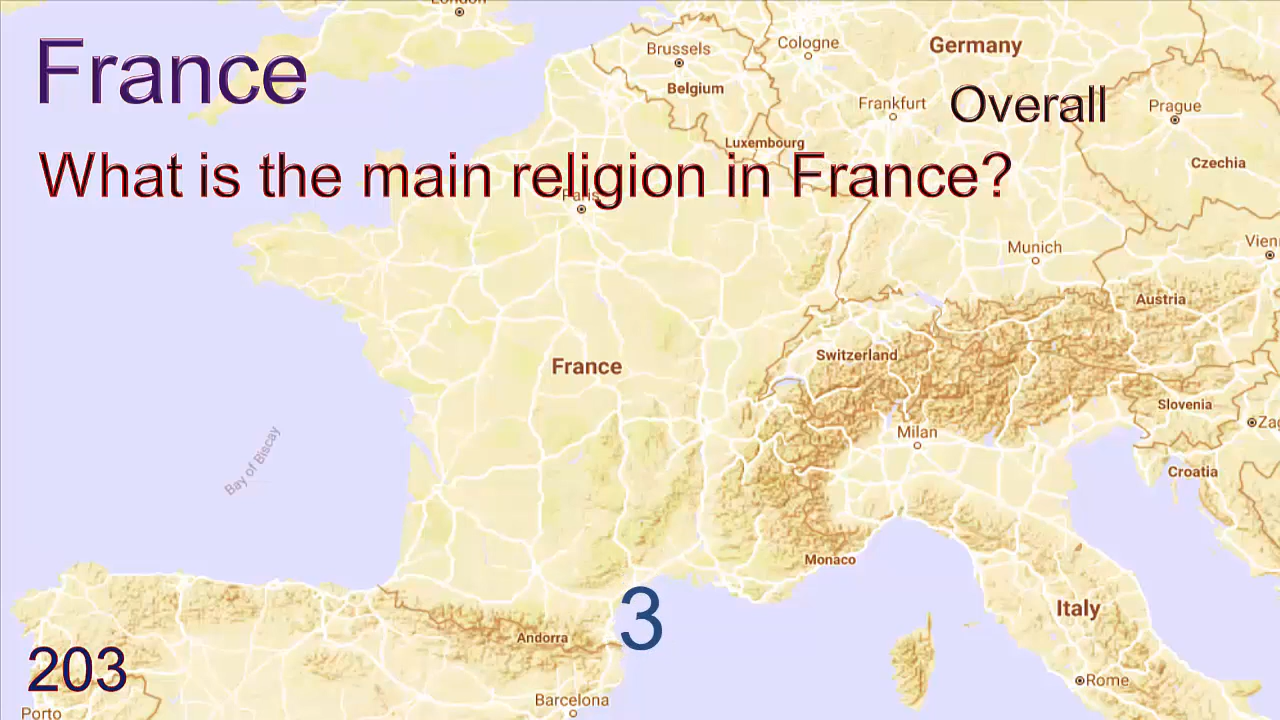 London
France
Brussels
Cologne
Germany
Belgium
Frankfurt
Overall
Prague
Luxembourg
Czechia
What is the main religion in France?
Paris
Munich
Austria
France
Switzerland
Slovenia
Milan
Bay of Biscay
Croatia
Monaco
3
Italy
Andorra
203
Rome
Barcelona
Porto